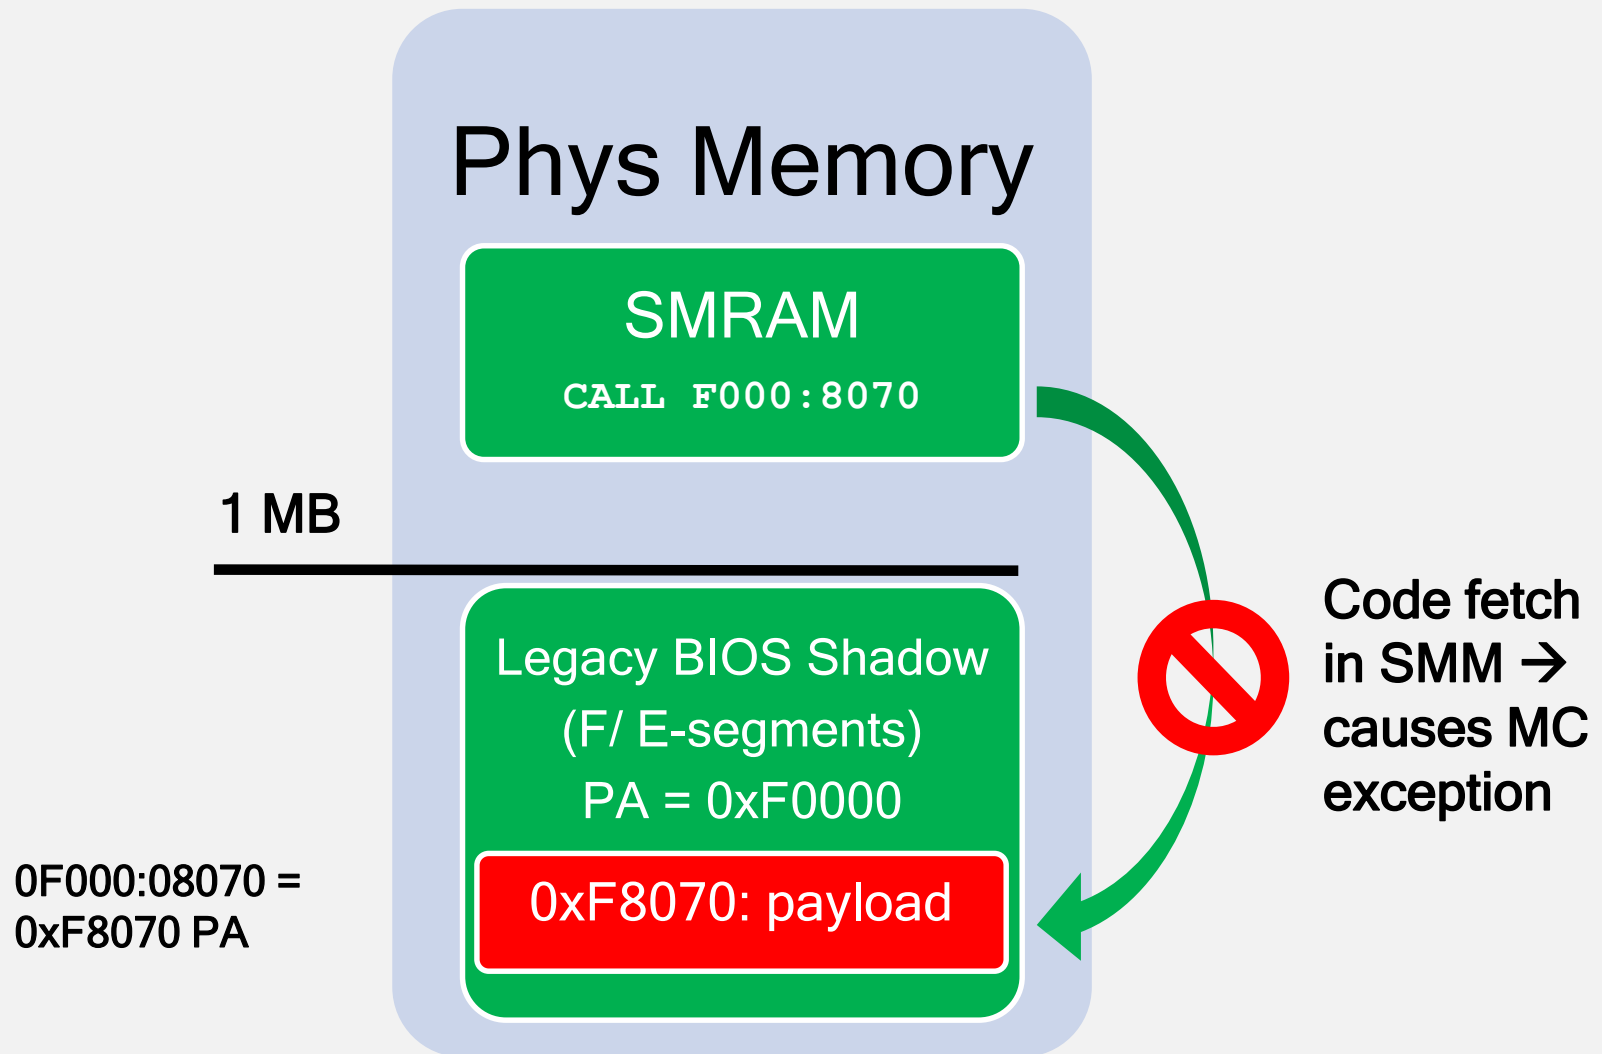 Phys Memory
SMRAM
CALL F000:8070
1 MB
Legacy BIOS Shadow
(F/ E-segments)
PA = 0xF0000
0xF8070: payload
0F000:08070 =
0xF8070 PA
Code fetch
in SMM →
causes MC
exception